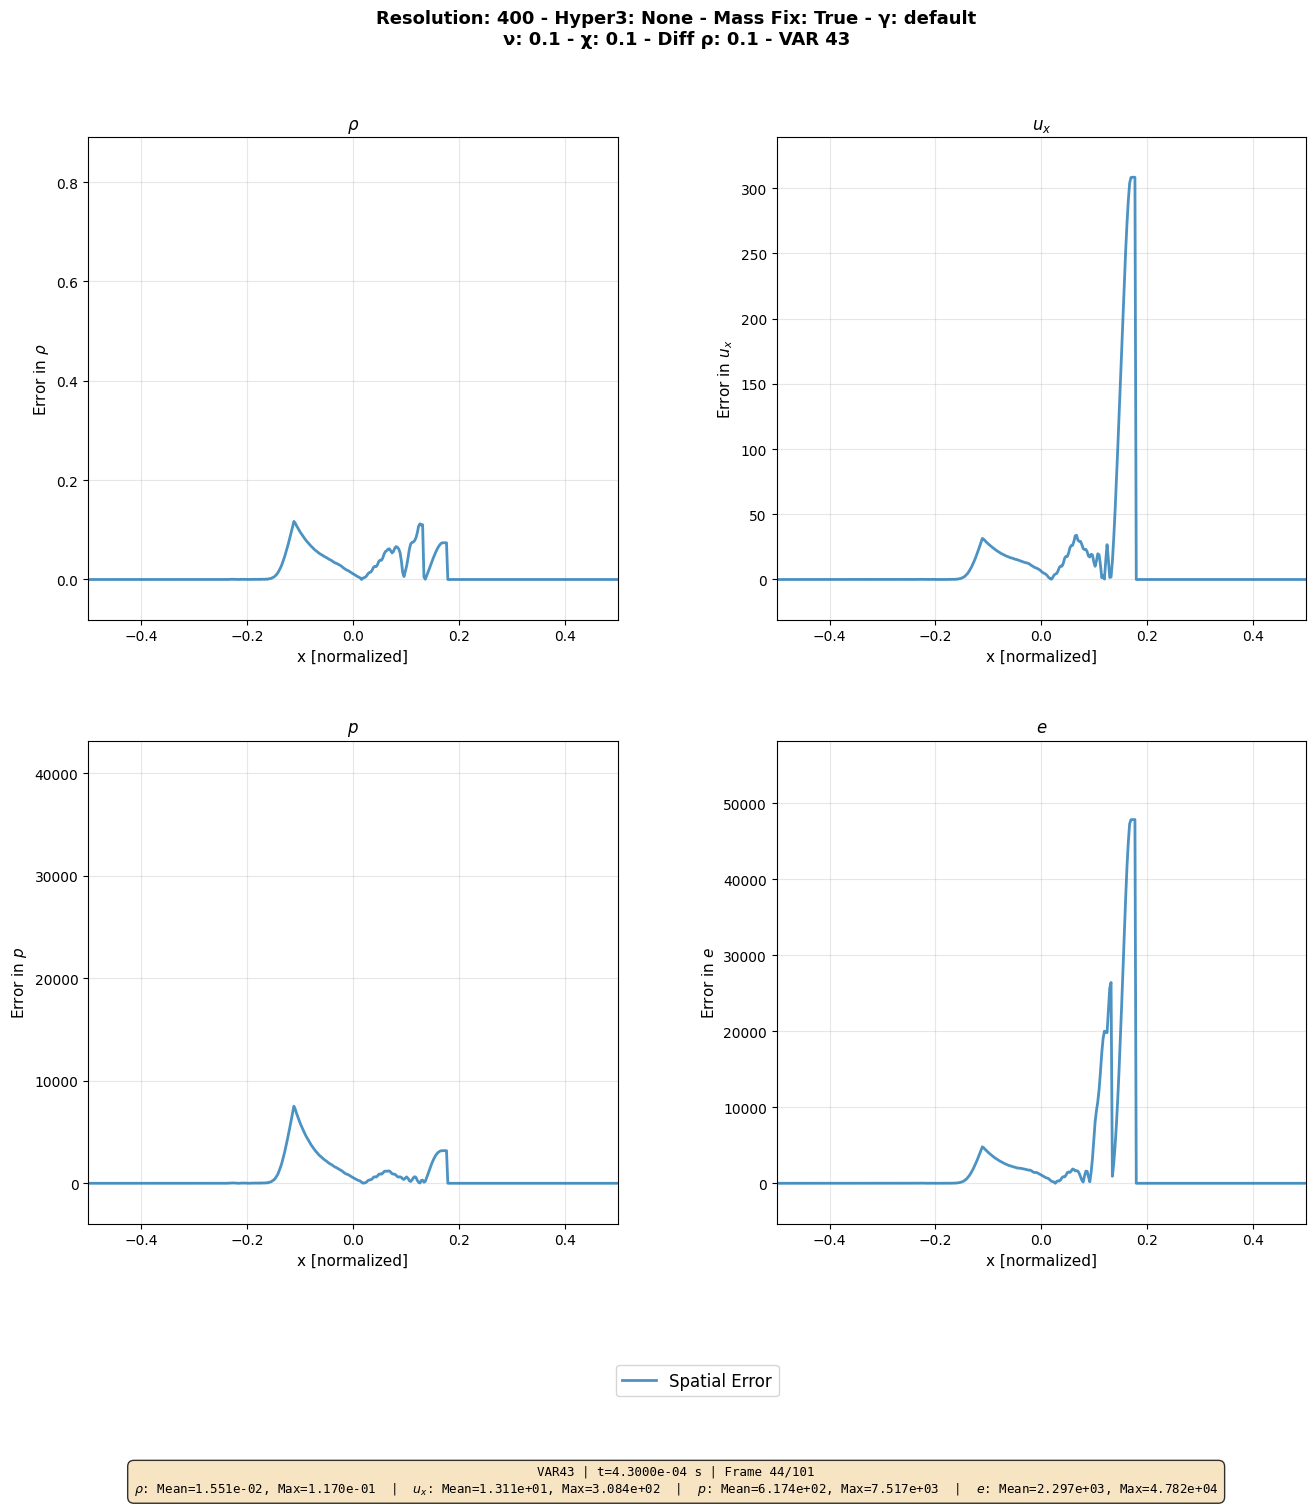 Resolution: 400 - Hyper3: None - Mass Fix: True - γ: default
ν: 0.1 - χ: 0.1 - Diff ρ: 0.1 - VAR 43
ρ
0.8
0.6
0.4
0.2
0.0
Error in ρ
−0.4 −0.2 0.0 0.2 0.4
x [normalized]
u_x
300
250
200
150
100
50
0
Error in u_x
−0.4 −0.2 0.0 0.2 0.4
x [normalized]
p
40000
30000
20000
10000
0
Error in p
−0.4 −0.2 0.0 0.2 0.4
x [normalized]
e
50000
40000
30000
20000
10000
0
Error in e
−0.4 −0.2 0.0 0.2 0.4
x [normalized]
Spatial Error
VAR43 | t=4.3000e-04 s | Frame 44/101
ρ: Mean=1.551e-02, Max=1.170e-01 | u_x: Mean=1.311e+01, Max=3.084e+02 | p: Mean=6.174e+02, Max=7.517e+03 | e: Mean=2.297e+03, Max=4.782e+04